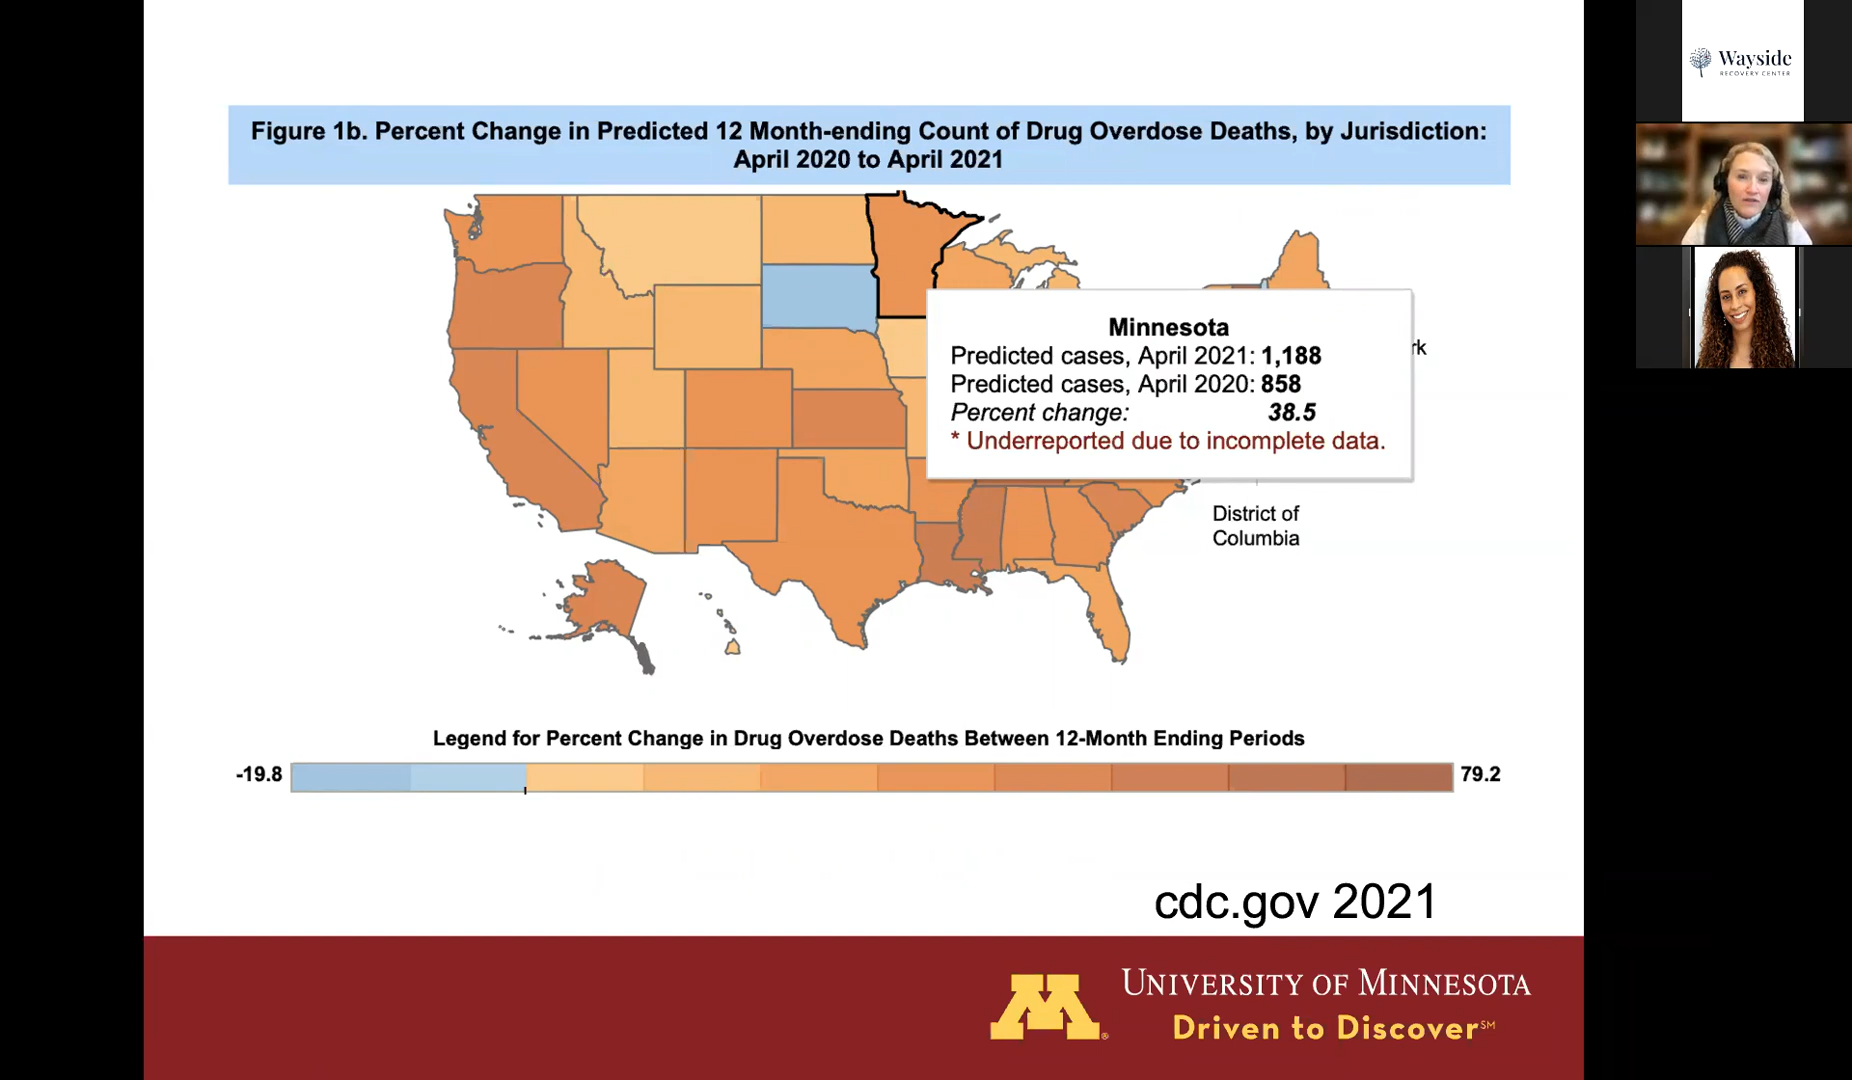 Figure 1b. Percent Change in Predicted 12 Month-ending Count of Drug Overdose Deaths, by Jurisdiction:
April 2020 to April 2021
Minnesota
Predicted cases, April 2021: 1,188
Predicted cases, April 2020: 858
Percent change: 38.5
* Underreported due to incomplete data.
rk
District of
Columbia
Legend for Percent Change in Drug Overdose Deaths Between 12-Month Ending Periods
-19.8
79.2
cdc.gov 2021
M®
UNIVERSITY OF MINNESOTA
Driven to Discover℠
Wayside
RECOVERY CENTER